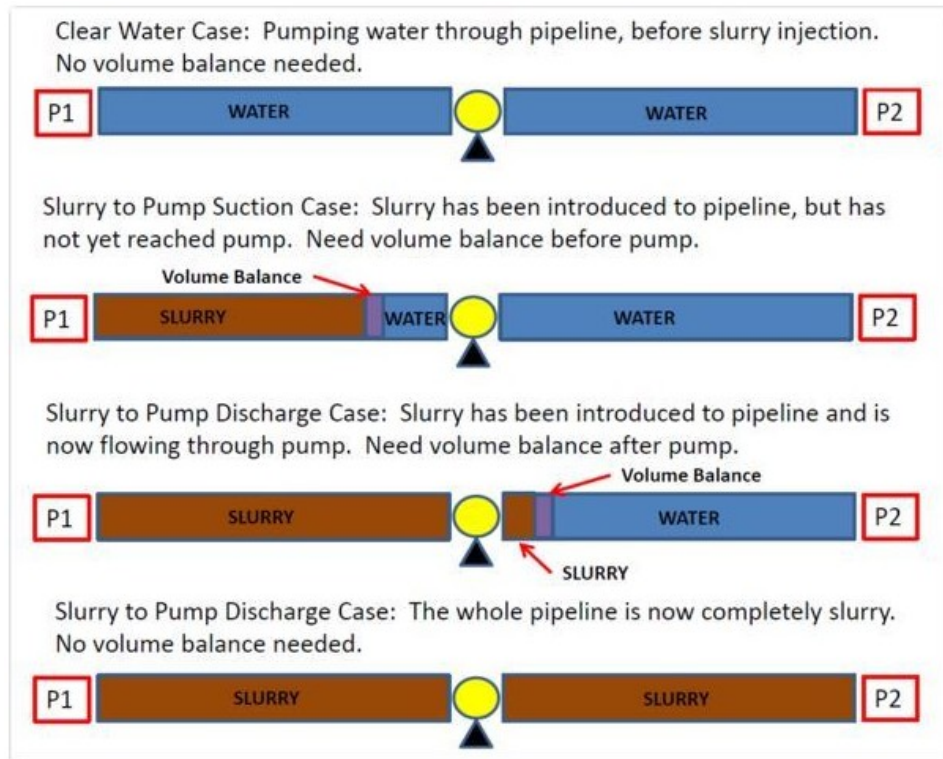 Clear Water Case:  Pumping water through pipeline, before slurry injection.
No volume balance needed.
P1 WATER WATER P2
Slurry to Pump Suction Case:  Slurry has been introduced to pipeline, but has
not yet reached pump.  Need volume balance before pump.
Volume Balance
P1 SLURRY WATER WATER P2
Slurry to Pump Discharge Case:  Slurry has been introduced to pipeline and is
now flowing through pump.  Need volume balance after pump.
Volume Balance
P1 SLURRY WATER P2
SLURRY
Slurry to Pump Discharge Case:  The whole pipeline is now completely slurry.
No volume balance needed.
P1 SLURRY SLURRY P2